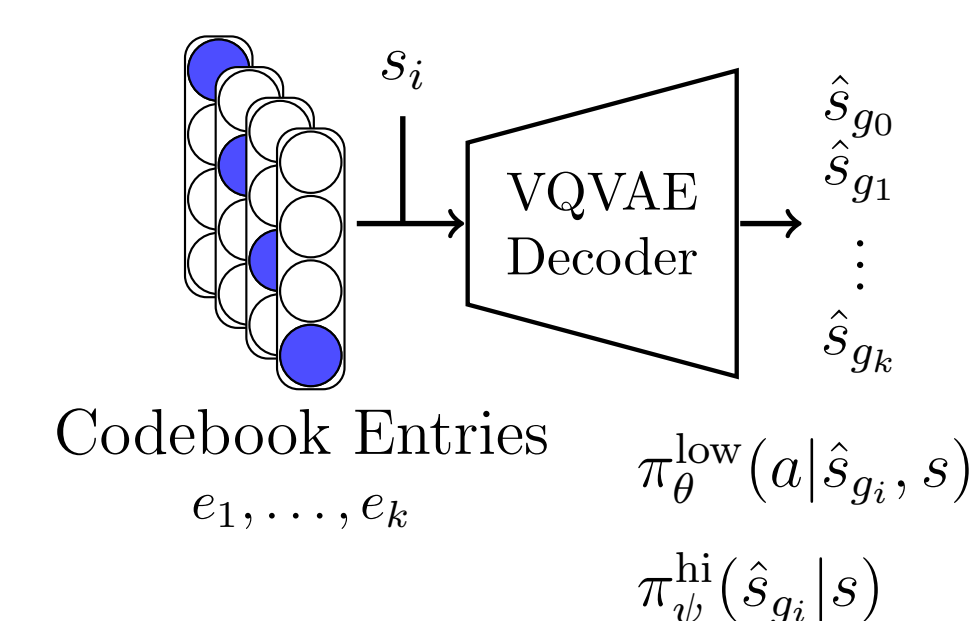 s_i
VQVAE
Decoder
ŝ_{g_0}
ŝ_{g_1}
⋮
ŝ_{g_k}
Codebook Entries
e_1, . . . , e_k
π_θ^{low}(a|ŝ_{g_i}, s)
π_ψ^{hi}(ŝ_{g_i}|s)